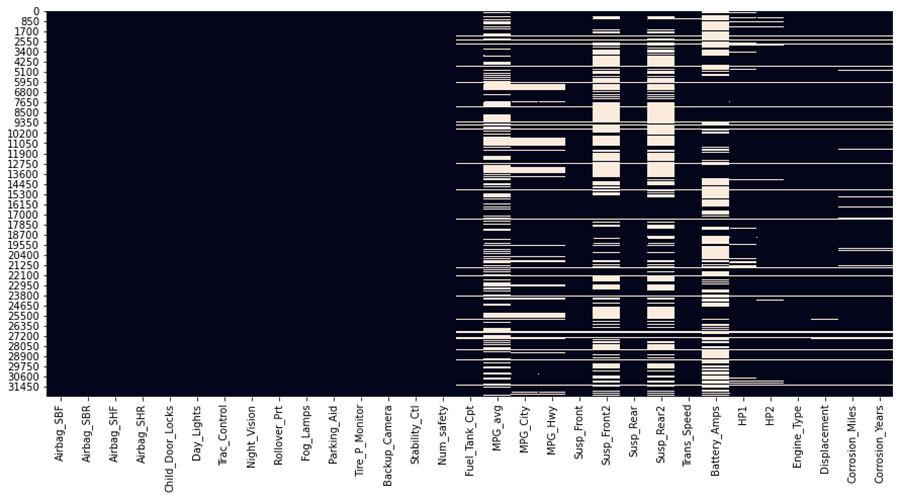 0
850
1700
2550
3400
4250
5100
5950
6800
7650
8500
9350
10200
11050
11900
12750
13600
14450
15300
16150
17000
17850
18700
19550
20400
21250
22100
22950
23800
24650
25500
26350
27200
28050
28900
29750
30600
31450
Airbag_SBF
Airbag_SBR
Airbag_SHF
Airbag_SHR
Child_Door_Locks
Day_Lights
Trac_Control
Night_Vision
Rollover_Prt
Fog_Lamps
Parking_Aid
Tire_P_Monitor
Backup_Camera
Stability_Ctl
Num_safety
Fuel_Tank_Cpt
MPG_avg
MPG_City
MPG_Hwy
Susp_Front
Susp_Front2
Susp_Rear
Susp_Rear2
Trans_Speed
Battery_Amps
HP1
HP2
Engine_Type
Displacement
Corrosion_Miles
Corrosion_Years